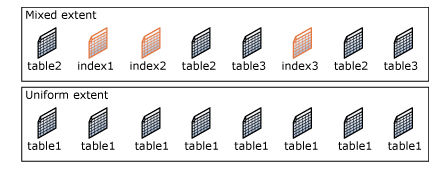 Mixed extent
table2 index1 index2 table2 table3 index3 table2 table3
Uniform extent
table1 table1 table1 table1 table1 table1 table1 table1